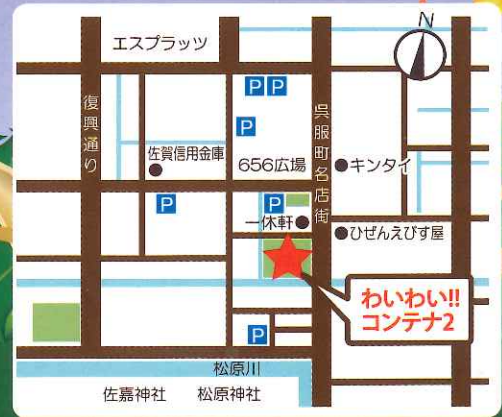 N
エスプラッツ
P P
P
復興通り
呉服町名店街
佐賀信用金庫
656広場
キンタイ
P
P
一休軒
ひぜんえびす屋
わいわい!!
コンテナ2
P
松原川
佐嘉神社
松原神社